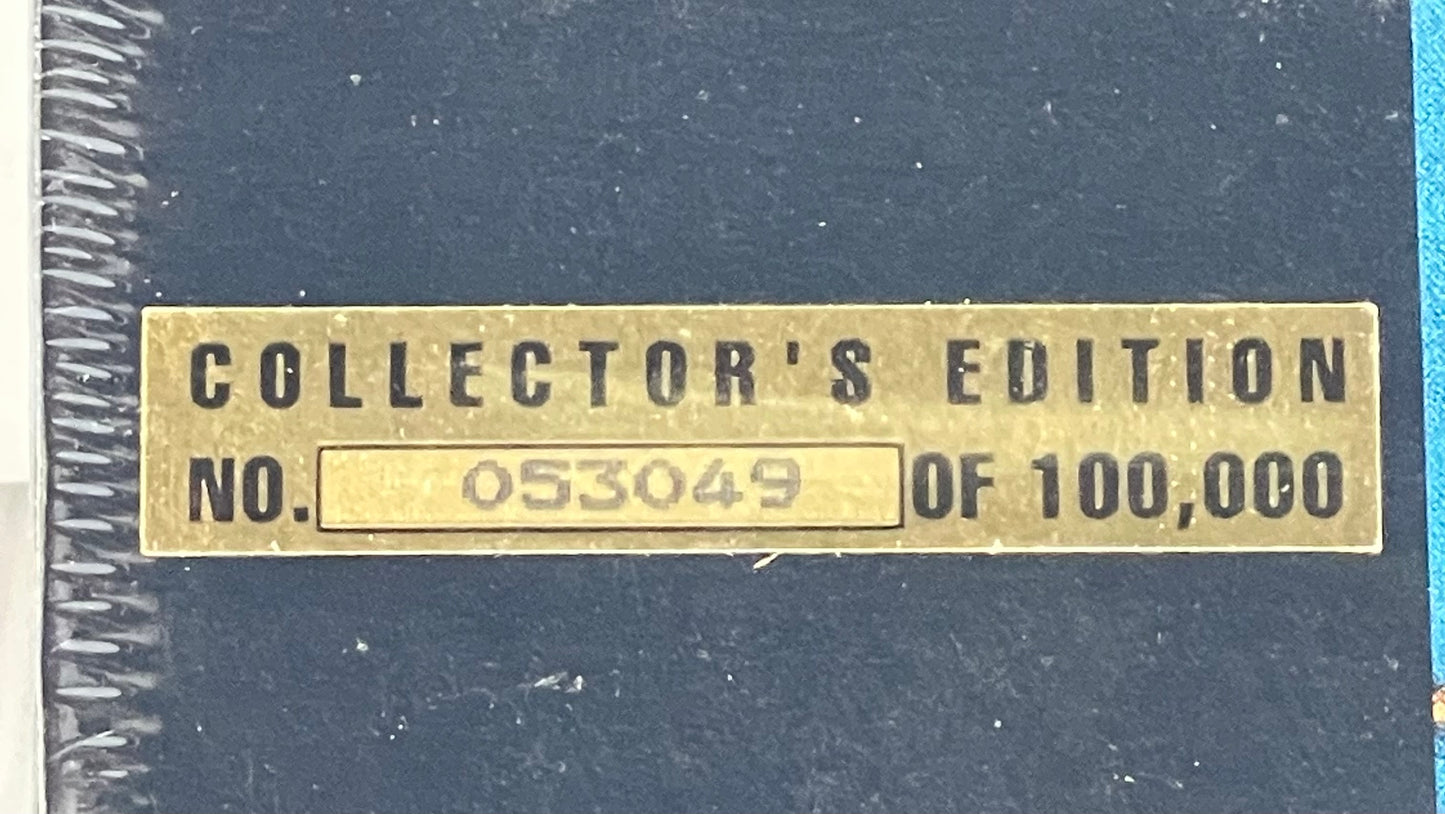 COLLECTOR'S EDITION
NO. 053049 OF 100,000